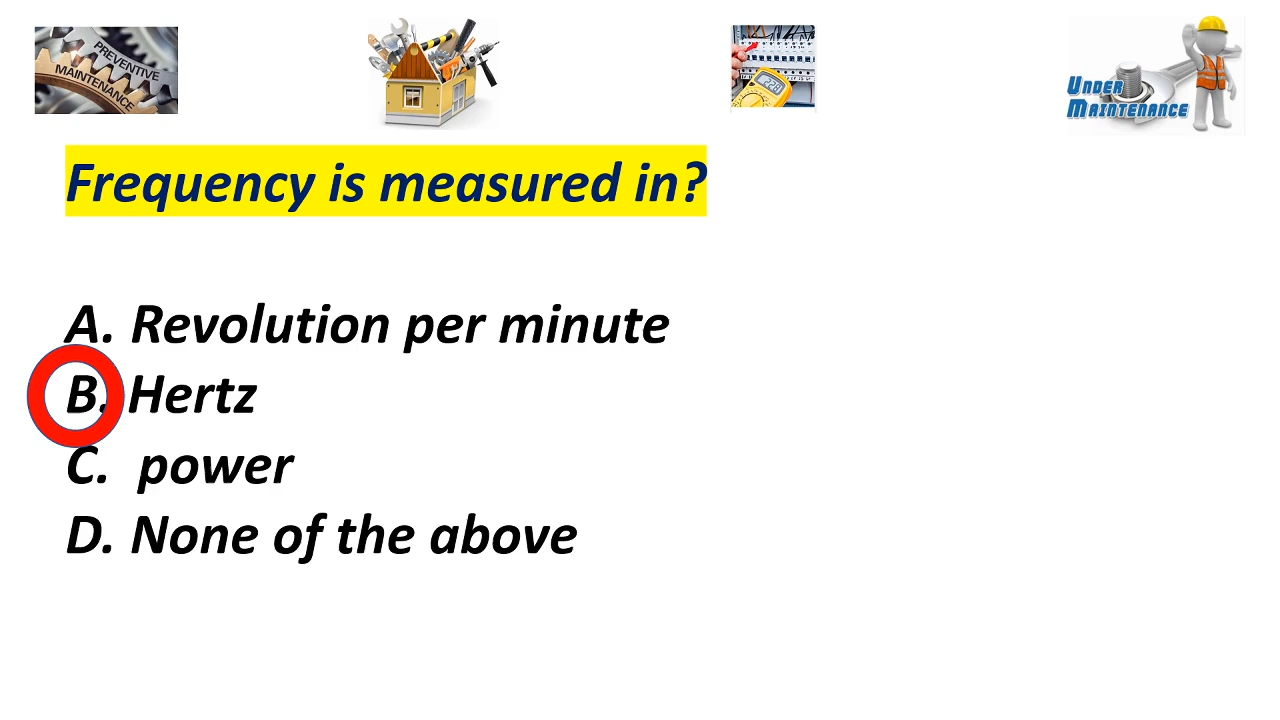 PREVENTIVE
MAINTENANCE
UNDER
MAINTENANCE
Frequency is measured in?
A. Revolution per minute
B. Hertz
C. power
D. None of the above